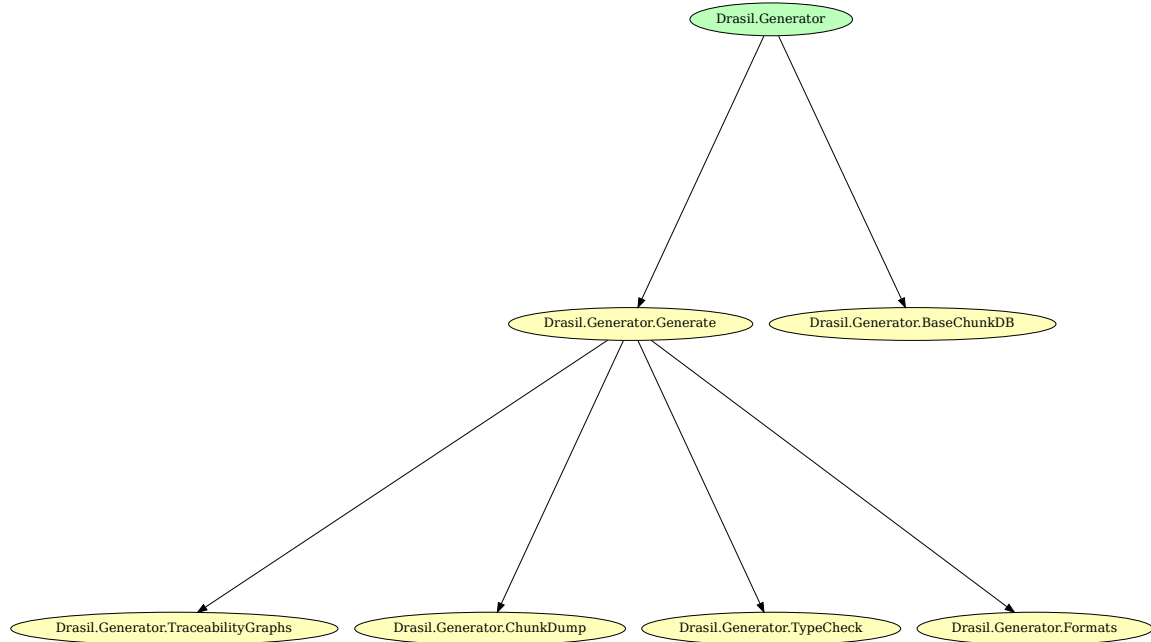 Drasil.Generator
Drasil.Generator.Generate
Drasil.Generator.BaseChunkDB
Drasil.Generator.TraceabilityGraphs
Drasil.Generator.ChunkDump
Drasil.Generator.TypeCheck
Drasil.Generator.Formats